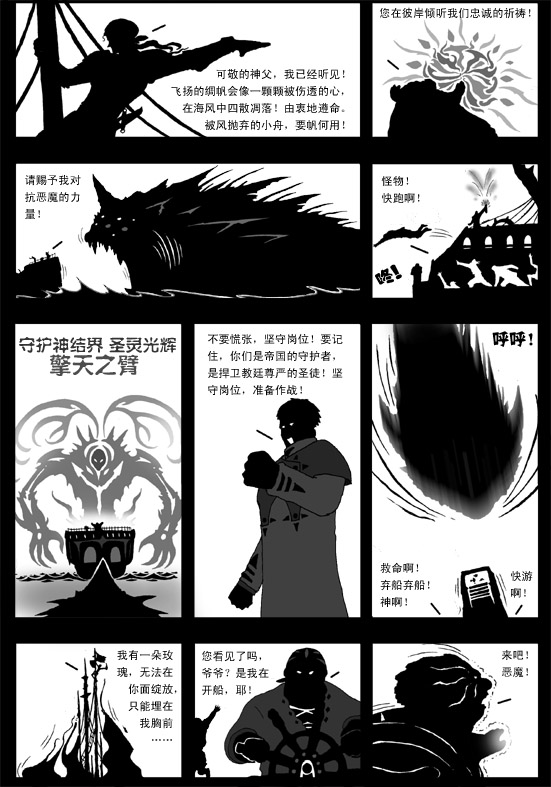 可敬的神父，我已经听见！
飞扬的绸帆会像一颗颗被伤透的心，
在海风中四散凋落！由衷地遵命。
被风抛弃的小舟，要帆何用！
您在彼岸倾听我们忠诚的祈祷！
请赐予我对
抗恶魔的力
量！
怪物！
快跑啊！
咚！
守护神结界 圣灵光辉
擎天之臂
不要慌张，坚守岗位！要记
住，你们是帝国的守护者，
是捍卫教廷尊严的圣徒！坚
守岗位，准备作战！
呼呼！
救命啊！
弃船弃船！
神啊！
快游
啊！
我有一朵玫
瑰，无法在
你面绽放，
只能埋在
我胸前
……
您看见了吗，
爷爷？是我在
开船，耶！
来吧！
恶魔！